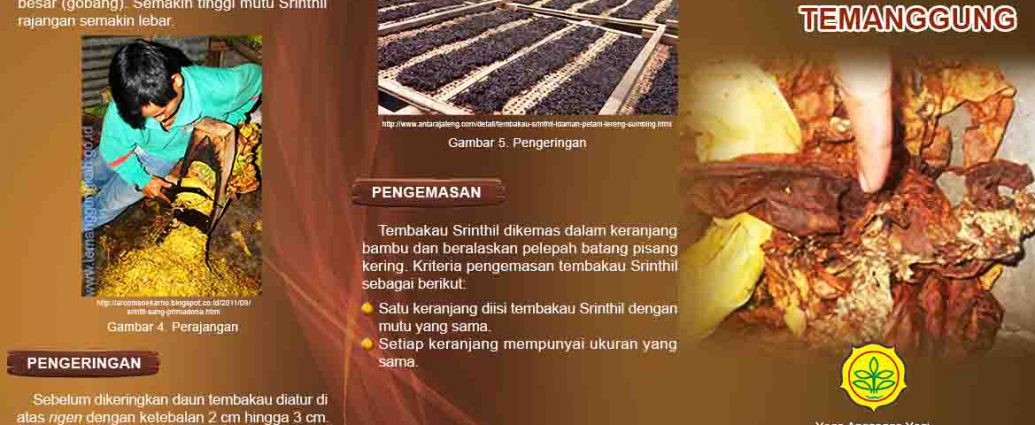 besar (gobang). Semakin tinggi mutu Srinthil
rajangan semakin lebar.
www.temanggungkab.go.id
http://arosmsoekarno.blogspot.co.id/2011/09/
srintil-sang-primadona.html
Gambar 4. Perajangan
PENGERINGAN
Sebelum dikeringkan daun tembakau diatur di
atas rigen dengan ketebalan 2 cm hingga 3 cm.
http://www.antarajateng.com/detail/tembakau-srinthil-idaman-petani-lereng-sumbing.html
Gambar 5. Pengeringan
PENGEMASAN
Tembakau Srinthil dikemas dalam keranjang
bambu dan beralaskan pelepah batang pisang
kering. Kriteria pengemasan tembakau Srinthil
sebagai berikut:
Satu keranjang diisi tembakau Srinthil dengan
mutu yang sama.
Setiap keranjang mempunyai ukuran yang
sama.
TEMANGGUNG